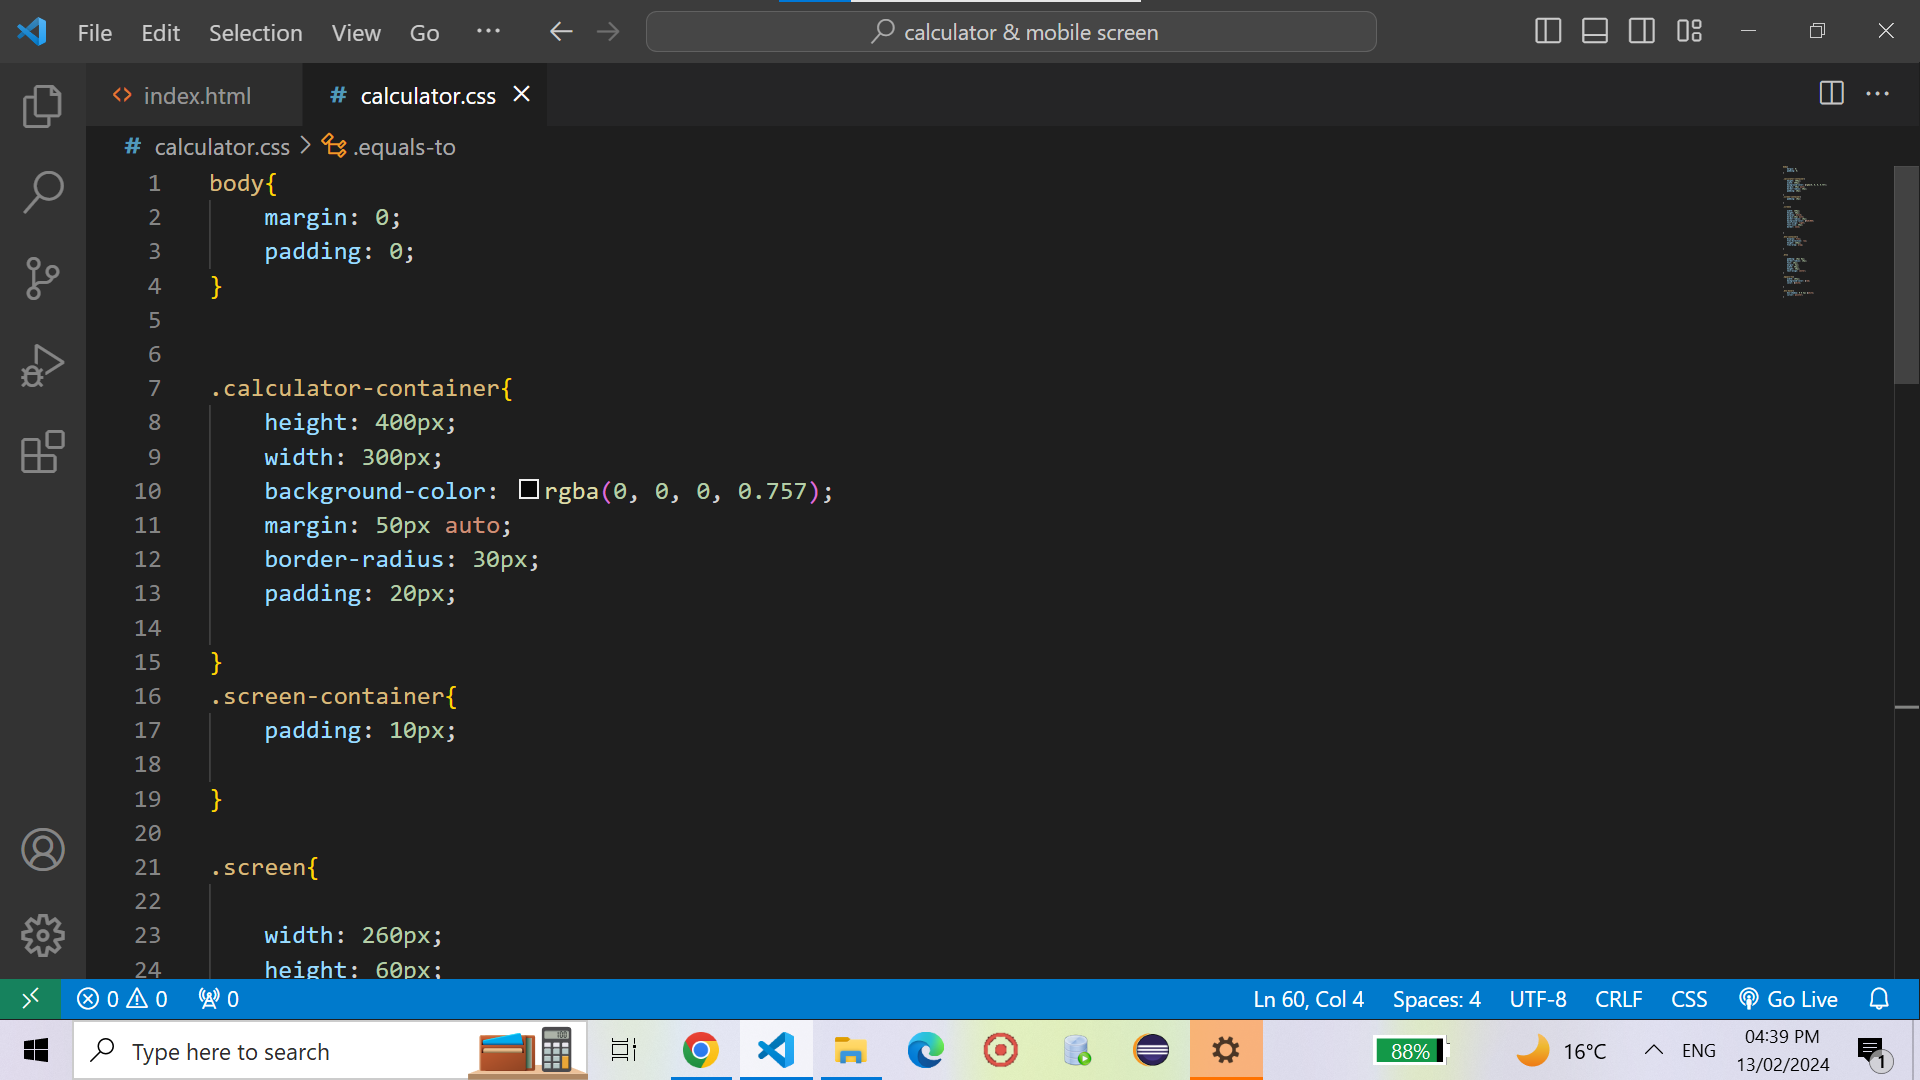 File Edit Selection View Go ··· calculator & mobile screen
index.html # calculator.css
# calculator.css > .equals-to
1 body{
2 margin: 0;
3 padding: 0;
4 }
5
6
7 .calculator-container{
8 height: 400px;
9 width: 300px;
10 background-color: rgba(0, 0, 0, 0.757);
11 margin: 50px auto;
12 border-radius: 30px;
13 padding: 20px;
14
15 }
16 .screen-container{
17 padding: 10px;
18
19 }
20
21 .screen{
22
23 width: 260px;
24 height: 60px;
0 0 0 Ln 60, Col 4 Spaces: 4 UTF-8 CRLF CSS Go Live
Type here to search 88% 16°C ENG 04:39 PM
13/02/2024 1